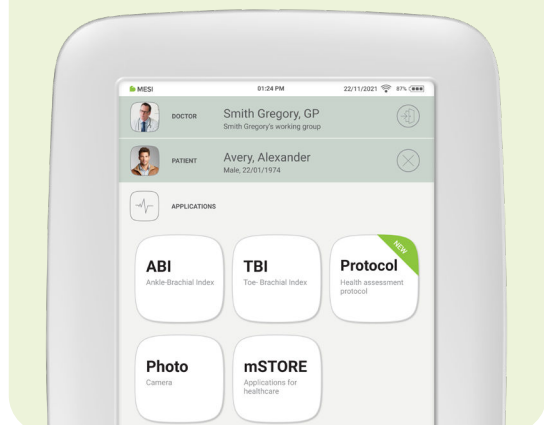 MESI 01:24 PM 22/11/2021 87%
DOCTOR Smith Gregory, GP
Smith Gregory's working group
PATIENT Avery, Alexander
Male, 22/01/1974
APPLICATIONS
NEW
ABI TBI Protocol
Ankle-Brachial Index Toe- Brachial Index Health assessment
protocol
Photo mSTORE
Camera Applications for
healthcare